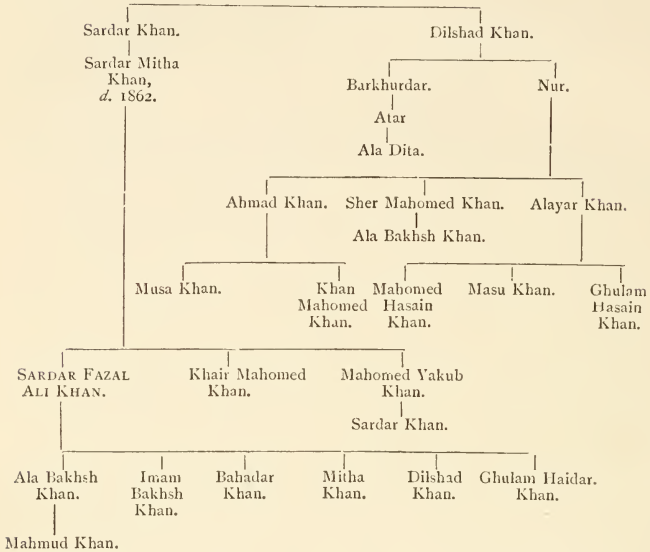 Sardar Khan. Dilshad Khan.
Sardar Mitha
Khan,
d. 1862.
Barkhurdar. Nur.
Atar
Ala Dita.
Ahmad Khan. Sher Mahomed Khan. Alayar Khan.
Ala Bakhsh Khan.
Musa Khan. Khan Mahomed Masu Khan. Ghulam
Mahomed Hasain Hasain
Khan. Khan. Khan.
SARDAR FAZAL Khair Mahomed Mahomed Yakub
ALI KHAN. Khan. Khan.
Sardar Khan.
Ala Bakhsh Imam Bahadar Mitha Dilshad Ghulam Haidar.
Khan. Bakhsh Khan. Khan. Khan. Khan.
Khan.
Mahmud Khan.